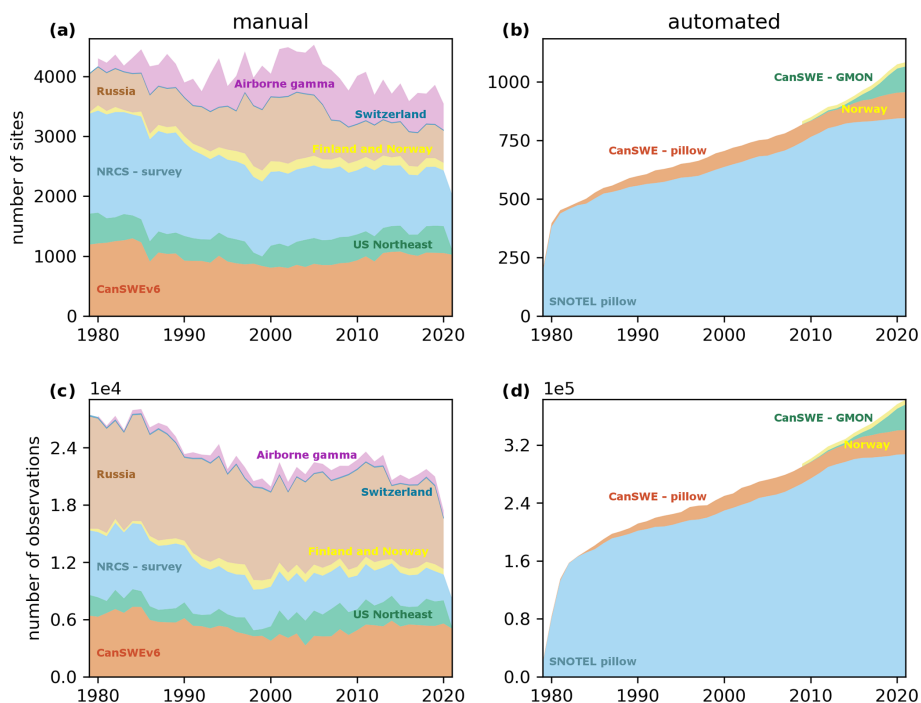 manual
automated
(a)
(b)
number of sites
4000
3000
2000
1000
0
Airborne gamma
Russia
Switzerland
Finland and Norway
NRCS – survey
US Northeast
CanSWEv6
1980
1990
2000
2010
2020
1000
750
500
250
0
CanSWE – GMON
Norway
CanSWE – pillow
SNOTEL pillow
1980
1990
2000
2010
2020
(c)
1e4
(d)
1e5
number of observations
2.4
1.8
1.2
0.6
0.0
Airborne gamma
Russia
Switzerland
Finland and Norway
NRCS – survey
US Northeast
CanSWEv6
1980
1990
2000
2010
2020
3.2
2.4
1.6
0.8
0.0
CanSWE – GMON
Norway
CanSWE – pillow
SNOTEL pillow
1980
1990
2000
2010
2020